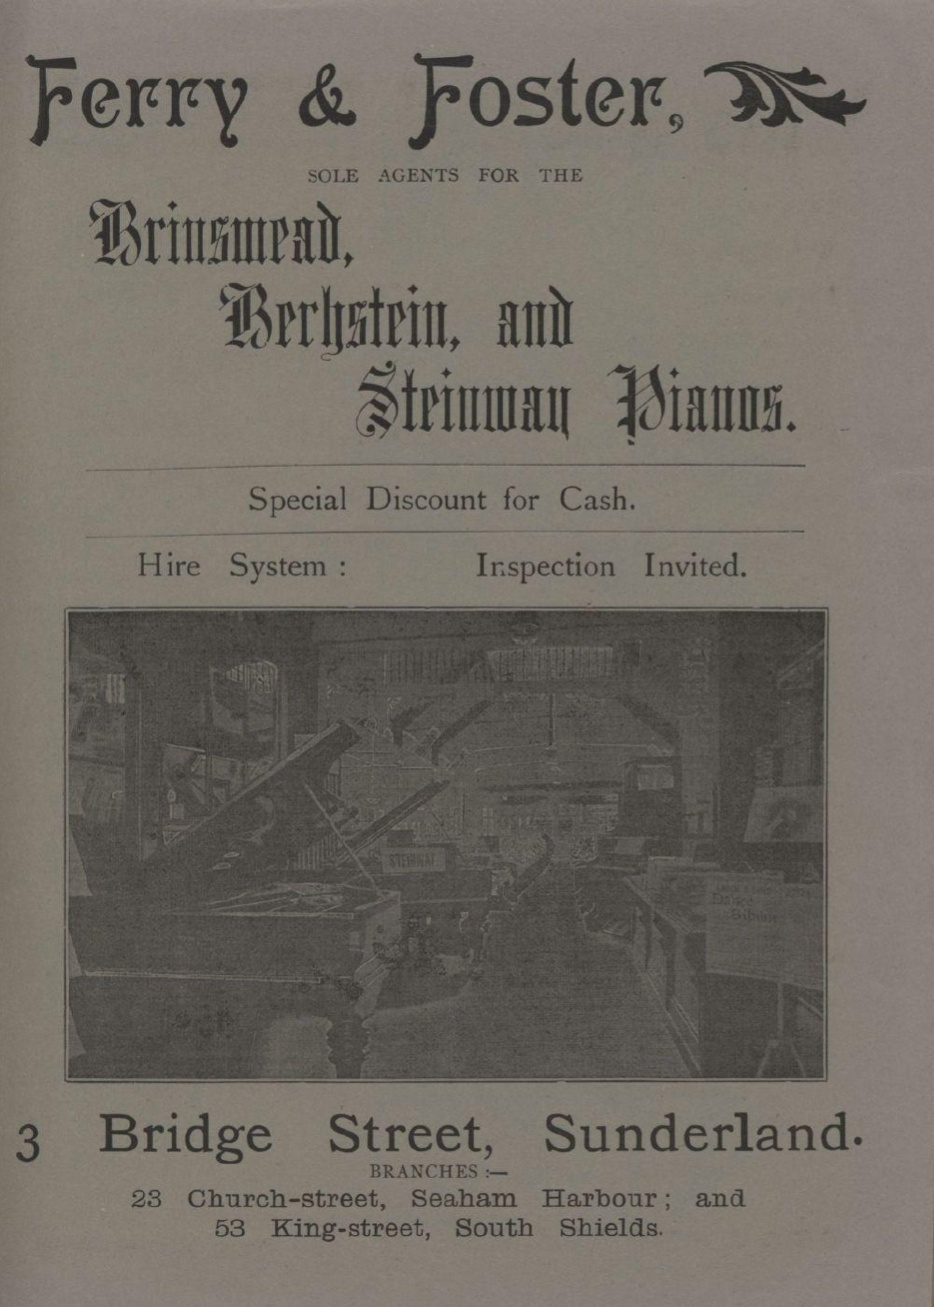 Ferry & Foster,
SOLE AGENTS FOR THE
Brinsmead,
Bechstein, and
Steinway Pianos.
Special Discount for Cash.
Hire System : Inspection Invited.
STEINWAY
3 Bridge Street, Sunderland.
BRANCHES :—
23 Church-street, Seaham Harbour ; and
53 King-street, South Shields.